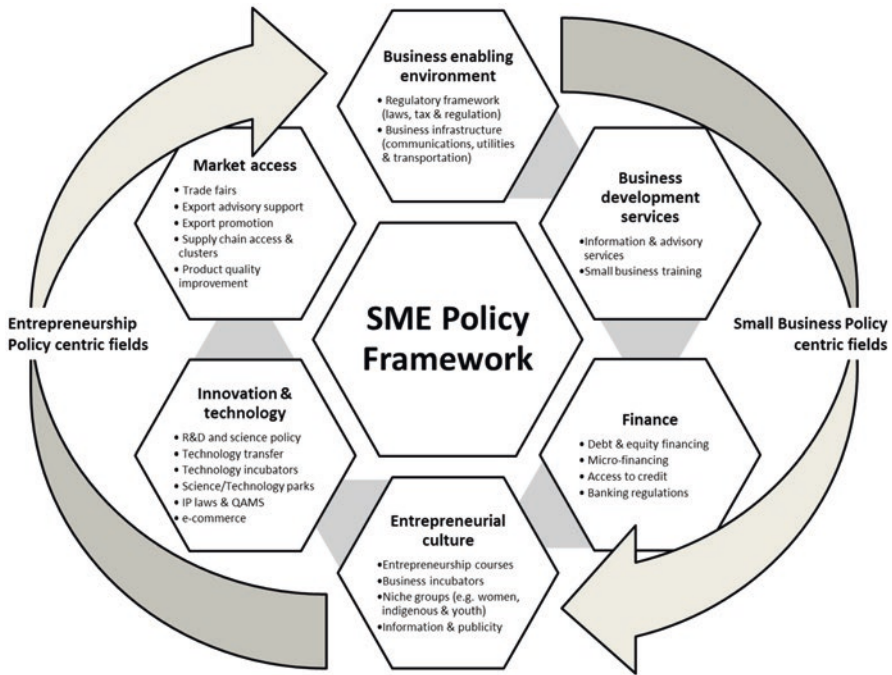 Business enabling
environment
• Regulatory framework
(laws, tax & regulation)
• Business infrastructure
(communications, utilities
& transportation)
Market access
• Trade fairs
• Export advisory support
• Export promotion
• Supply chain access &
clusters
• Product quality
improvement
Business
development
services
•Information & advisory
services
•Small business training
SME Policy
Framework
Entrepreneurship
Policy centric fields
Small Business Policy
centric fields
Innovation &
technology
• R&D and science policy
• Technology transfer
• Technology incubators
• Science/Technology parks
• IP laws & QAMS
• e-commerce
Finance
• Debt & equity financing
• Micro-financing
• Access to credit
• Banking regulations
Entrepreneurial
culture
•Entrepreneurship courses
•Business incubators
•Niche groups (e.g. women,
indigenous & youth)
•Information & publicity